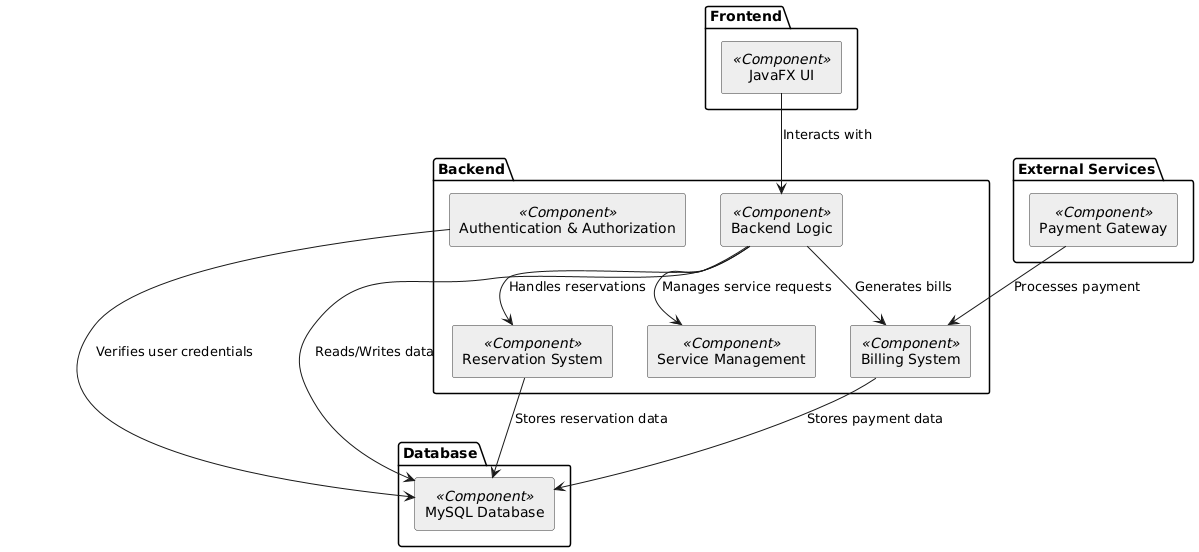 Frontend
«Component»
JavaFX UI
Interacts with
Backend
External Services
«Component»
Authentication & Authorization
«Component»
Backend Logic
«Component»
Payment Gateway
Handles reservations
Manages service requests
Generates bills
Processes payment
Verifies user credentials
Reads/Writes data
«Component»
Reservation System
«Component»
Service Management
«Component»
Billing System
Stores reservation data
Stores payment data
Database
«Component»
MySQL Database